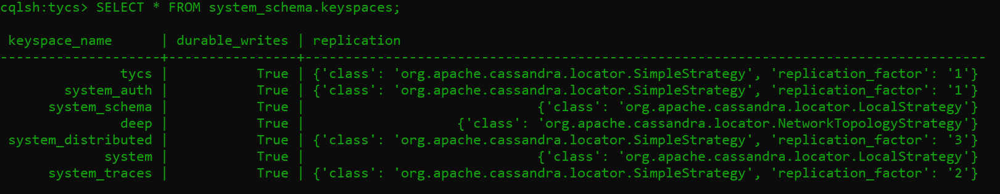 cqlsh:tycs> SELECT * FROM system_schema.keyspaces;
 keyspace_name      | durable_writes | replication
--------------------+----------------+-------------------------------------------------------------------------------------
               tycs |           True | {'class': 'org.apache.cassandra.locator.SimpleStrategy', 'replication_factor': '1'}
        system_auth |           True | {'class': 'org.apache.cassandra.locator.SimpleStrategy', 'replication_factor': '1'}
      system_schema |           True |                             {'class': 'org.apache.cassandra.locator.LocalStrategy'}
               deep |           True |                   {'class': 'org.apache.cassandra.locator.NetworkTopologyStrategy'}
 system_distributed |           True | {'class': 'org.apache.cassandra.locator.SimpleStrategy', 'replication_factor': '3'}
             system |           True |                             {'class': 'org.apache.cassandra.locator.LocalStrategy'}
      system_traces |           True | {'class': 'org.apache.cassandra.locator.SimpleStrategy', 'replication_factor': '2'}